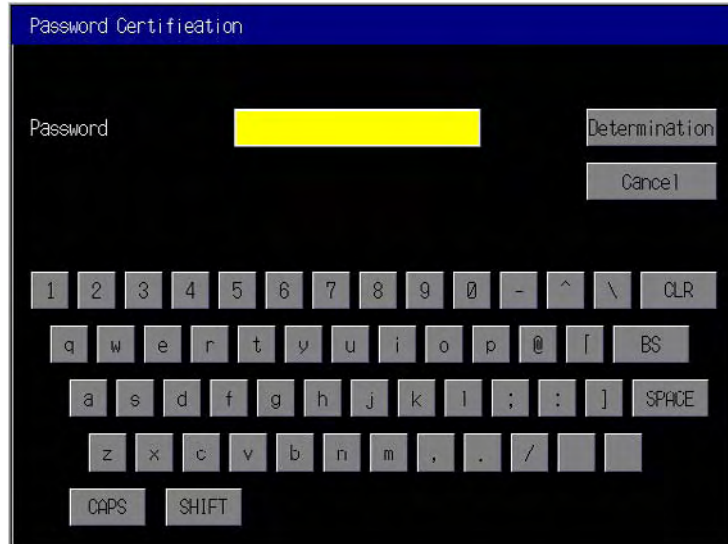 Password Certifieation
Password
Determination
Cancel
1 2 3 4 5 6 7 8 9 0 - ^ \ CLR
q w e r t y u i o p @ [ BS
a s d f g h j k l ; : ] SPACE
z x c v b n m , . /
CAPS SHIFT